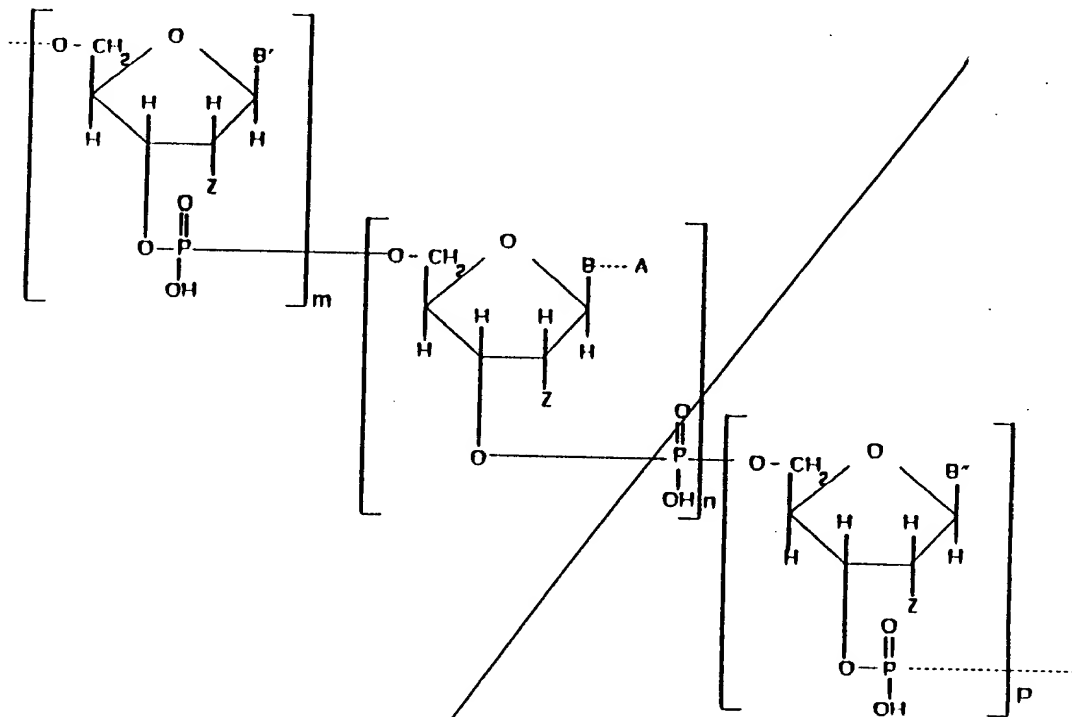 O-CH2 O B'
H H
H H
Z
O
O-P
OH m
O-CH2 O B----A
H H
H H
Z
O
O P
OH n
O-CH2 O B"
H H
H H
Z
O
O-P
OH P